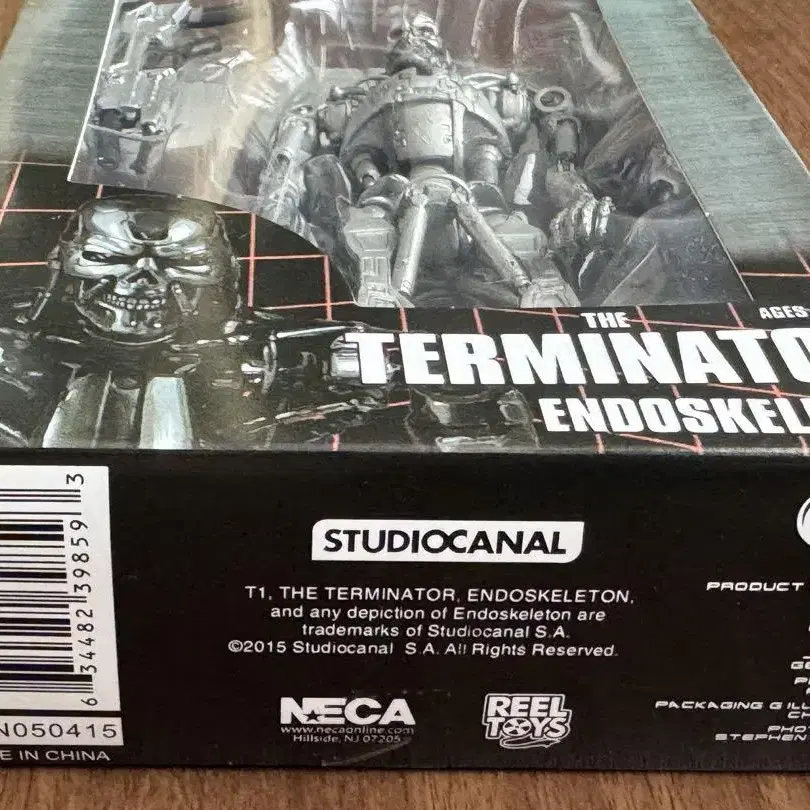 THE
AGES
TERMINATO
ENDOSKEL
STUDIOCANAL
T1, THE TERMINATOR, ENDOSKELETON,
and any depiction of Endoskeleton are
trademarks of Studiocanal S.A.
©2015 Studiocanal S.A. All Rights Reserved.
NECA
www.necaonline.com
Hillside, NJ 07205
REEL
TOYS
6 34482 39859 3
N050415
E IN CHINA
PRODUCT
PACKAGING & ILL
PHOT
STEPHEN